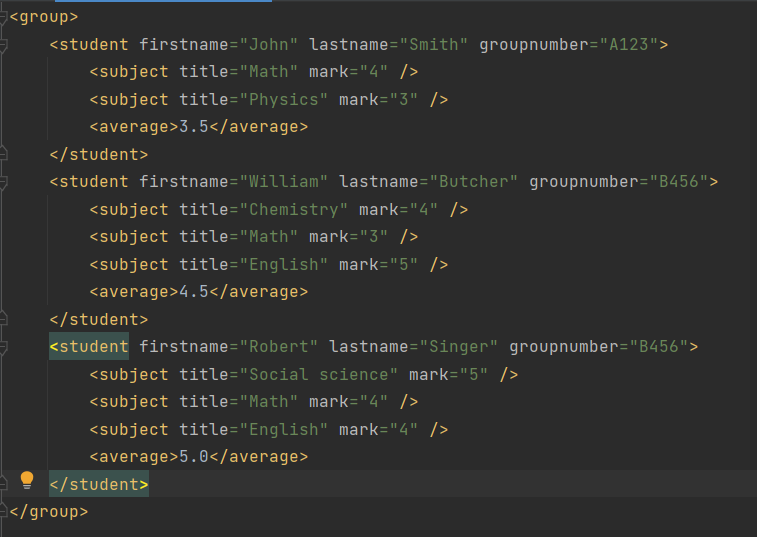 <group>
    <student firstname="John" lastname="Smith" groupnumber="A123">
        <subject title="Math" mark="4" />
        <subject title="Physics" mark="3" />
        <average>3.5</average>
    </student>
    <student firstname="William" lastname="Butcher" groupnumber="B456">
        <subject title="Chemistry" mark="4" />
        <subject title="Math" mark="3" />
        <subject title="English" mark="5" />
        <average>4.5</average>
    </student>
    <student firstname="Robert" lastname="Singer" groupnumber="B456">
        <subject title="Social science" mark="5" />
        <subject title="Math" mark="4" />
        <subject title="English" mark="4" />
        <average>5.0</average>
    </student>
</group>